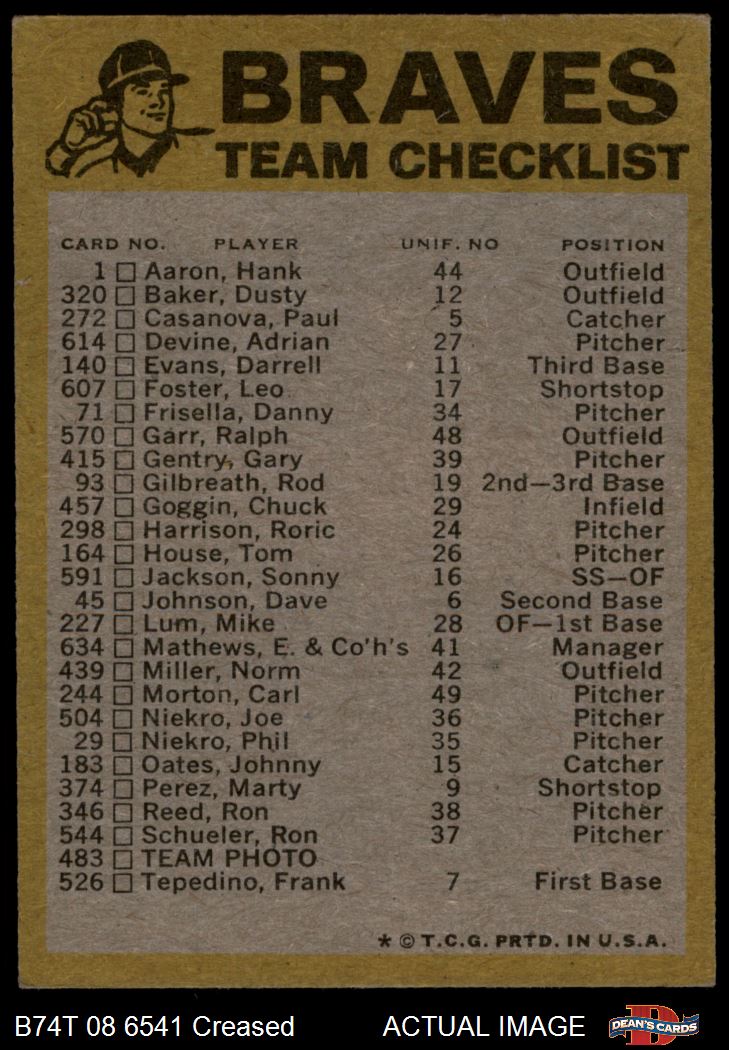 BRAVES
TEAM CHECKLIST
CARD NO. PLAYER UNIF. NO POSITION
1 Aaron, Hank 44 Outfield
320 Baker, Dusty 12 Outfield
272 Casanova, Paul 5 Catcher
614 Devine, Adrian 27 Pitcher
140 Evans, Darrell 11 Third Base
607 Foster, Leo 17 Shortstop
71 Frisella, Danny 34 Pitcher
570 Garr, Ralph 48 Outfield
415 Gentry, Gary 39 Pitcher
93 Gilbreath, Rod 19 2nd—3rd Base
457 Goggin, Chuck 29 Infield
298 Harrison, Roric 24 Pitcher
164 House, Tom 26 Pitcher
591 Jackson, Sonny 16 SS—OF
45 Johnson, Dave 6 Second Base
227 Lum, Mike 28 OF—1st Base
634 Mathews, E. & Co'h's 41 Manager
439 Miller, Norm 42 Outfield
244 Morton, Carl 49 Pitcher
504 Niekro, Joe 36 Pitcher
29 Niekro, Phil 35 Pitcher
183 Oates, Johnny 15 Catcher
374 Perez, Marty 9 Shortstop
346 Reed, Ron 38 Pitcher
544 Schueler, Ron 37 Pitcher
483 TEAM PHOTO
526 Tepedino, Frank 7 First Base
* © T.C.G. PRTD. IN U.S.A.
B74T 08 6541 Creased ACTUAL IMAGE DEAN'S CARDS